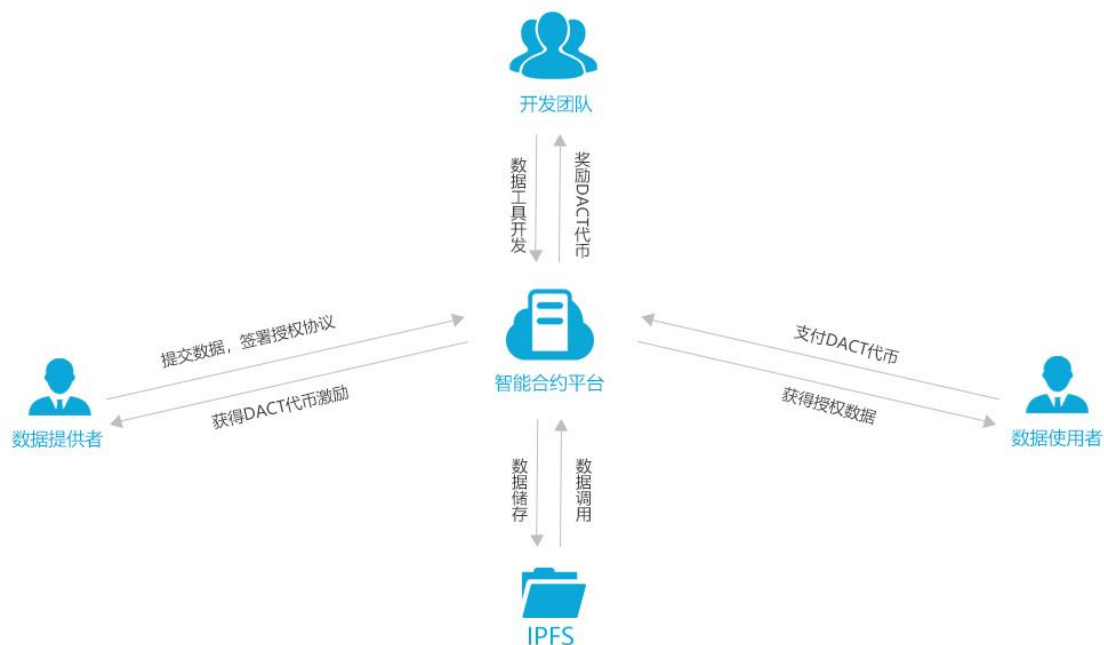 开发团队
数据工具开发
奖励DACT代币
提交数据，签署授权协议
获得DACT代币激励
智能合约平台
支付DACT代币
获得授权数据
数据提供者
数据使用者
数据储存
数据调用
IPFS